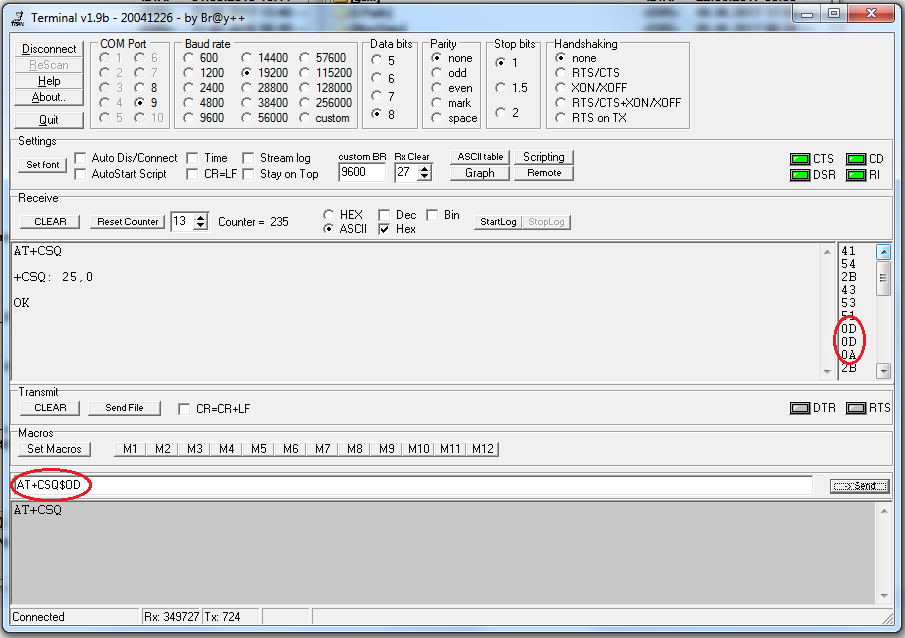 Terminal v1.9b - 20041226 - by Br@y++
Disconnect
ReScan
Help
About..
Quit
COM Port
1 6
2 7
3 8
4 9
5 10
Baud rate
600 14400 57600
1200 19200 115200
2400 28800 128000
4800 38400 256000
9600 56000 custom
Data bits
5
6
7
8
Parity
none
odd
even
mark
space
Stop bits
1
1.5
2
Handshaking
none
RTS/CTS
XON/XOFF
RTS/CTS+XON/XOFF
RTS on TX
Settings
Set font
Auto Dis/Connect Time Stream log
AutoStart Script CR=LF Stay on Top
custom BR Rx Clear
9600 27
ASCII table Scripting
Graph Remote
CTS CD
DSR RI
Receive
CLEAR Reset Counter 13 Counter = 235
HEX Dec Bin
ASCII Hex
StartLog StopLog
AT+CSQ
+CSQ: 25,0
OK
41
54
2B
43
53
51
0D
0D
0A
2B
Transmit
CLEAR Send File CR=CR+LF
DTR RTS
Macros
Set Macros M1 M2 M3 M4 M5 M6 M7 M8 M9 M10 M11 M12
AT+CSQ$0D
-> Send
AT+CSQ
Connected Rx: 349727 Tx: 724